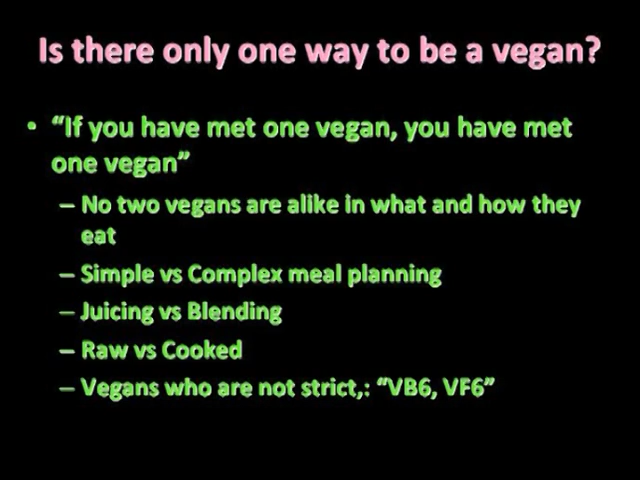 Is there only one way to be a vegan?
• “If you have met one vegan, you have met
one vegan”
– No two vegans are alike in what and how they
eat
– Simple vs Complex meal planning
– Juicing vs Blending
– Raw vs Cooked
– Vegans who are not strict,: “VB6, VF6”